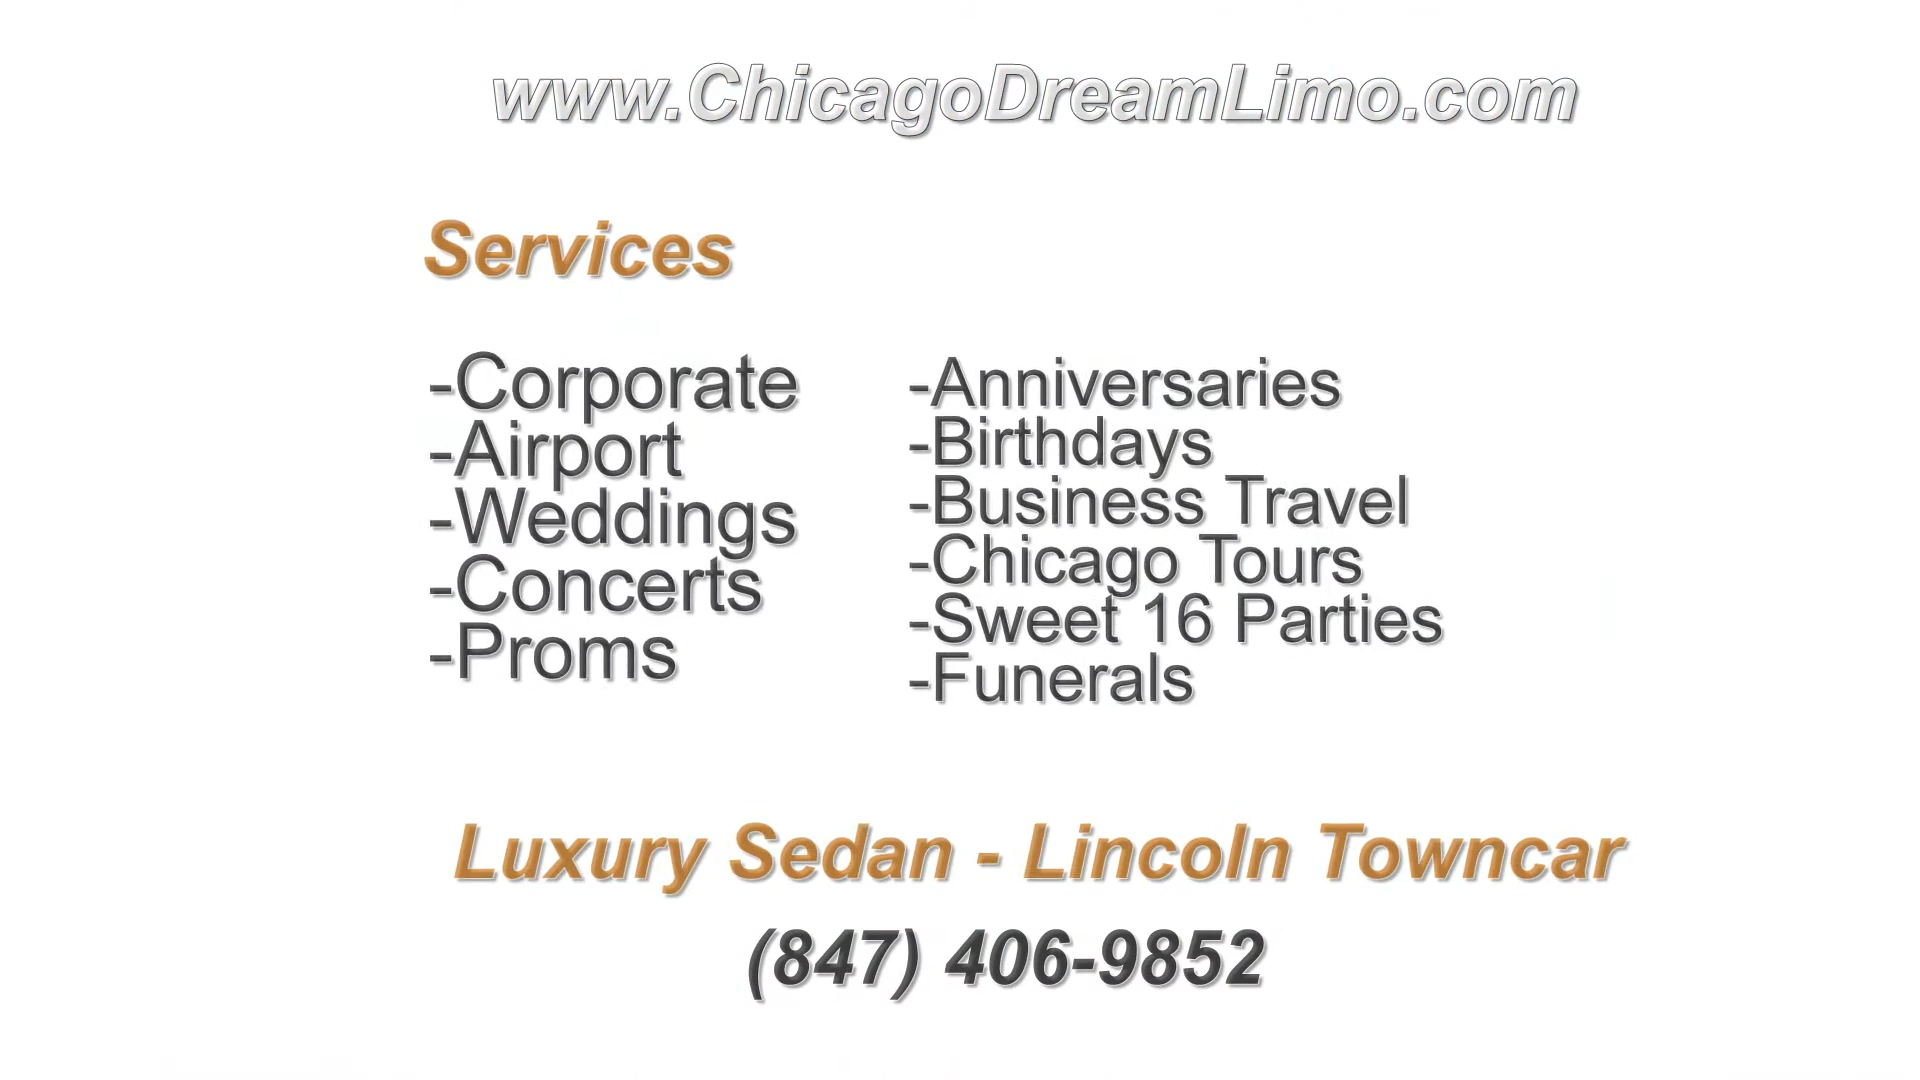 www.ChicagoDreamLimo.com
Services
-Corporate
-Airport
-Weddings
-Concerts
-Proms
-Anniversaries
-Birthdays
-Business Travel
-Chicago Tours
-Sweet 16 Parties
-Funerals
Luxury Sedan - Lincoln Towncar
(847) 406-9852